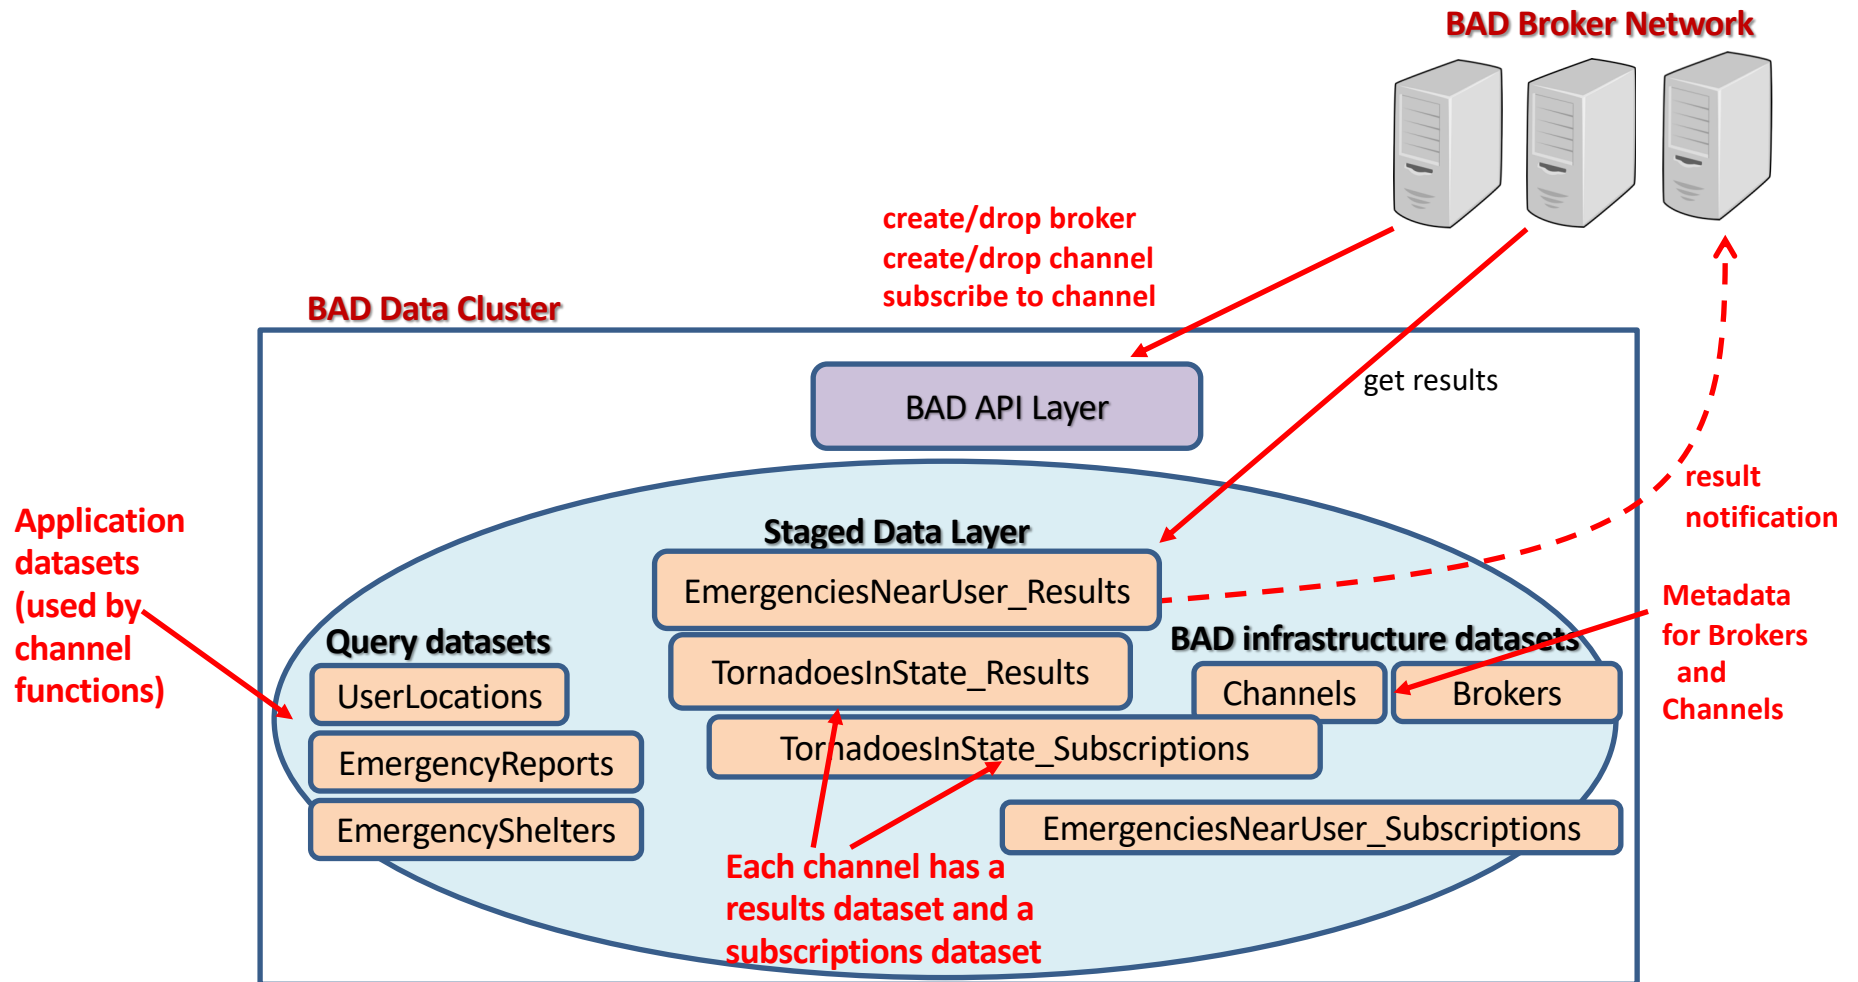 BAD Broker Network
create/drop broker
create/drop channel
subscribe to channel
BAD Data Cluster
get results
BAD API Layer
result
notification
Application
datasets
(used by
channel
functions)
Staged Data Layer
EmergenciesNearUser_Results
Metadata
for Brokers
and
Channels
Query datasets
BAD infrastructure datasets
UserLocations
TornadoesInState_Results
Channels
Brokers
EmergencyReports
TornadoesInState_Subscriptions
EmergencyShelters
EmergenciesNearUser_Subscriptions
Each channel has a
results dataset and a
subscriptions dataset